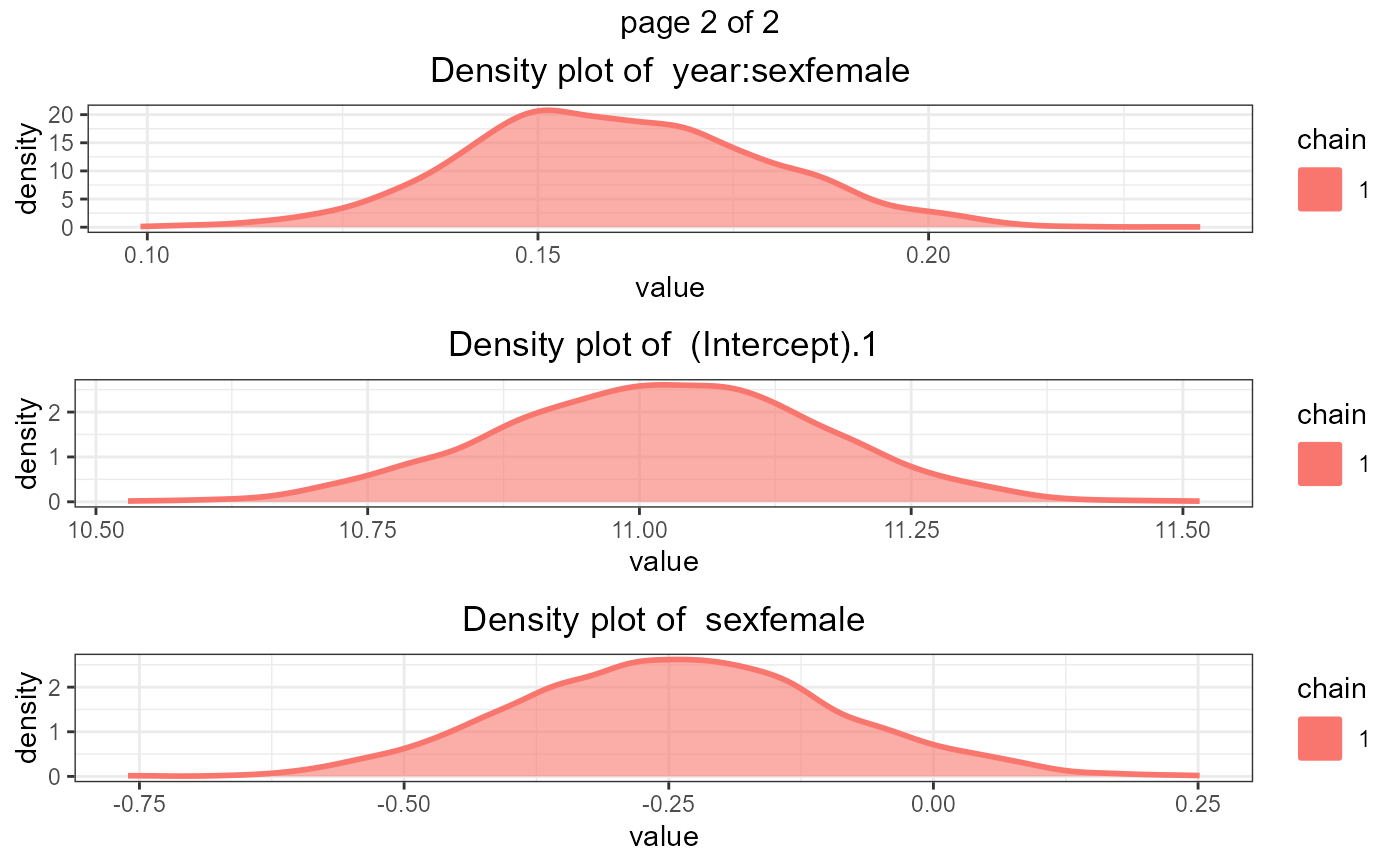 page 2 of 2
Density plot of  year:sexfemale
density
20
15
10
5
0
0.10 0.15 0.20
value
chain
1
Density plot of  (Intercept).1
density
2
1
0
10.50 10.75 11.00 11.25 11.50
value
chain
1
Density plot of  sexfemale
density
2
1
0
-0.75 -0.50 -0.25 0.00 0.25
value
chain
1